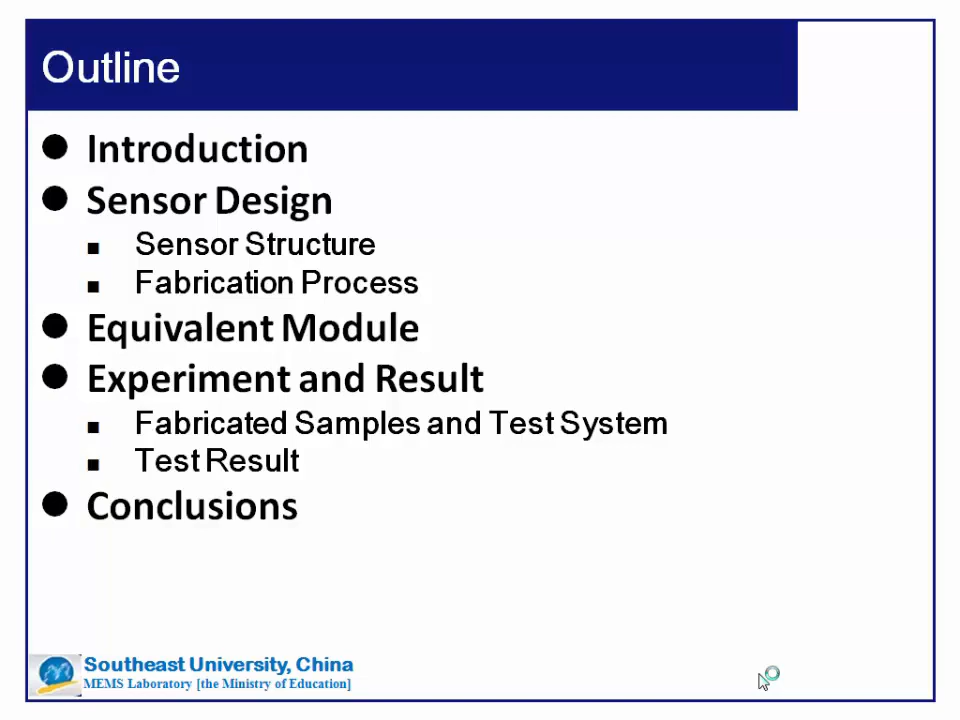 Outline
Introduction
Sensor Design
Sensor Structure
Fabrication Process
Equivalent Module
Experiment and Result
Fabricated Samples and Test System
Test Result
Conclusions
Southeast University, China
MEMS Laboratory [the Ministry of Education]